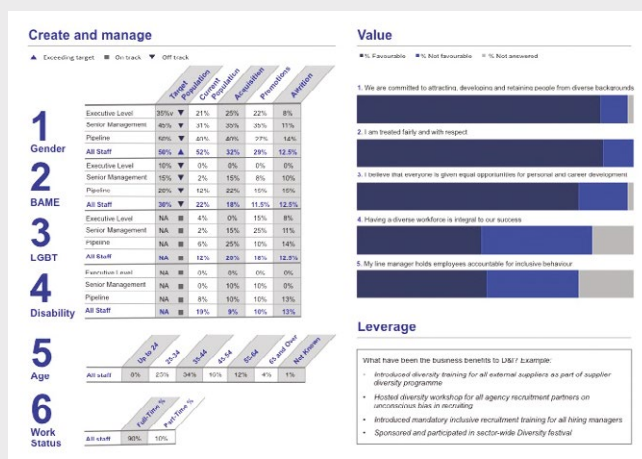 Create and manage
Exceeding target On track Off track
Target Population Current Population Acquisition Promotions Attrition
1
Gender
Executive Level 35% 21% 25% 22% 8%
Senior Management 45% 31% 35% 35% 11%
Pipeline 50% 40% 40% 27% 14%
All Staff 50% 52% 32% 29% 12.5%
2
BAME
Executive Level 10% 0% 0% 0% 0%
Senior Management 15% 2% 15% 8% 10%
Pipeline 20% 12% 22% 15% 15%
All Staff 30% 22% 18% 11.5% 12.5%
3
LGBT
Executive Level NA 4% 0% 15% 8%
Senior Management NA 2% 15% 25% 11%
Pipeline NA 6% 25% 10% 14%
All Staff NA 12% 20% 12.5%
4
Disability
Executive Level NA 0% 0% 0% 0%
Senior Management NA 0% 10% 10% 0%
Pipeline NA 8% 10% 10% 13%
All Staff NA 19% 9% 10% 13%
5
Age
Up to 24 25-34 35-44 45-54 55-64 65 and Over Not Known
All staff 34% 12% 4% 1%
6
Work
Status
Full-Time % Part-Time %
All staff 90% 10%
Value
% Favourable % Not favourable % Not answered
1. We are committed to attracting, developing and retaining people from diverse backgrounds
2. I am treated fairly and with respect
3. I believe that everyone is given equal opportunities for personal and career development
4. Having a diverse workforce is integral to our success
5. My line manager holds employees accountable for inclusive behaviour
Leverage
What have been the business benefits to D&I? Example:
Introduced diversity training for all external suppliers as part of supplier
diversity programme
Hosted diversity workshop for all agency recruitment partners on
unconscious bias in recruiting
Introduced mandatory inclusive recruitment training for all hiring managers
Sponsored and participated in sector-wide Diversity festival